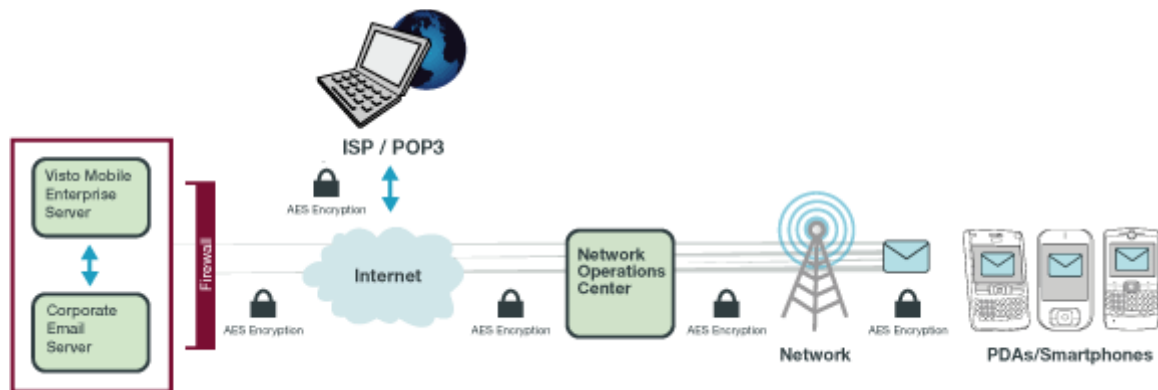 ISP / POP3
AES Encryption
Visto Mobile
Enterprise
Server
Corporate
Email
Server
Firewall
AES Encryption
Internet
AES Encryption
Network
Operations
Center
AES Encryption
Network
AES Encryption
PDAs/Smartphones